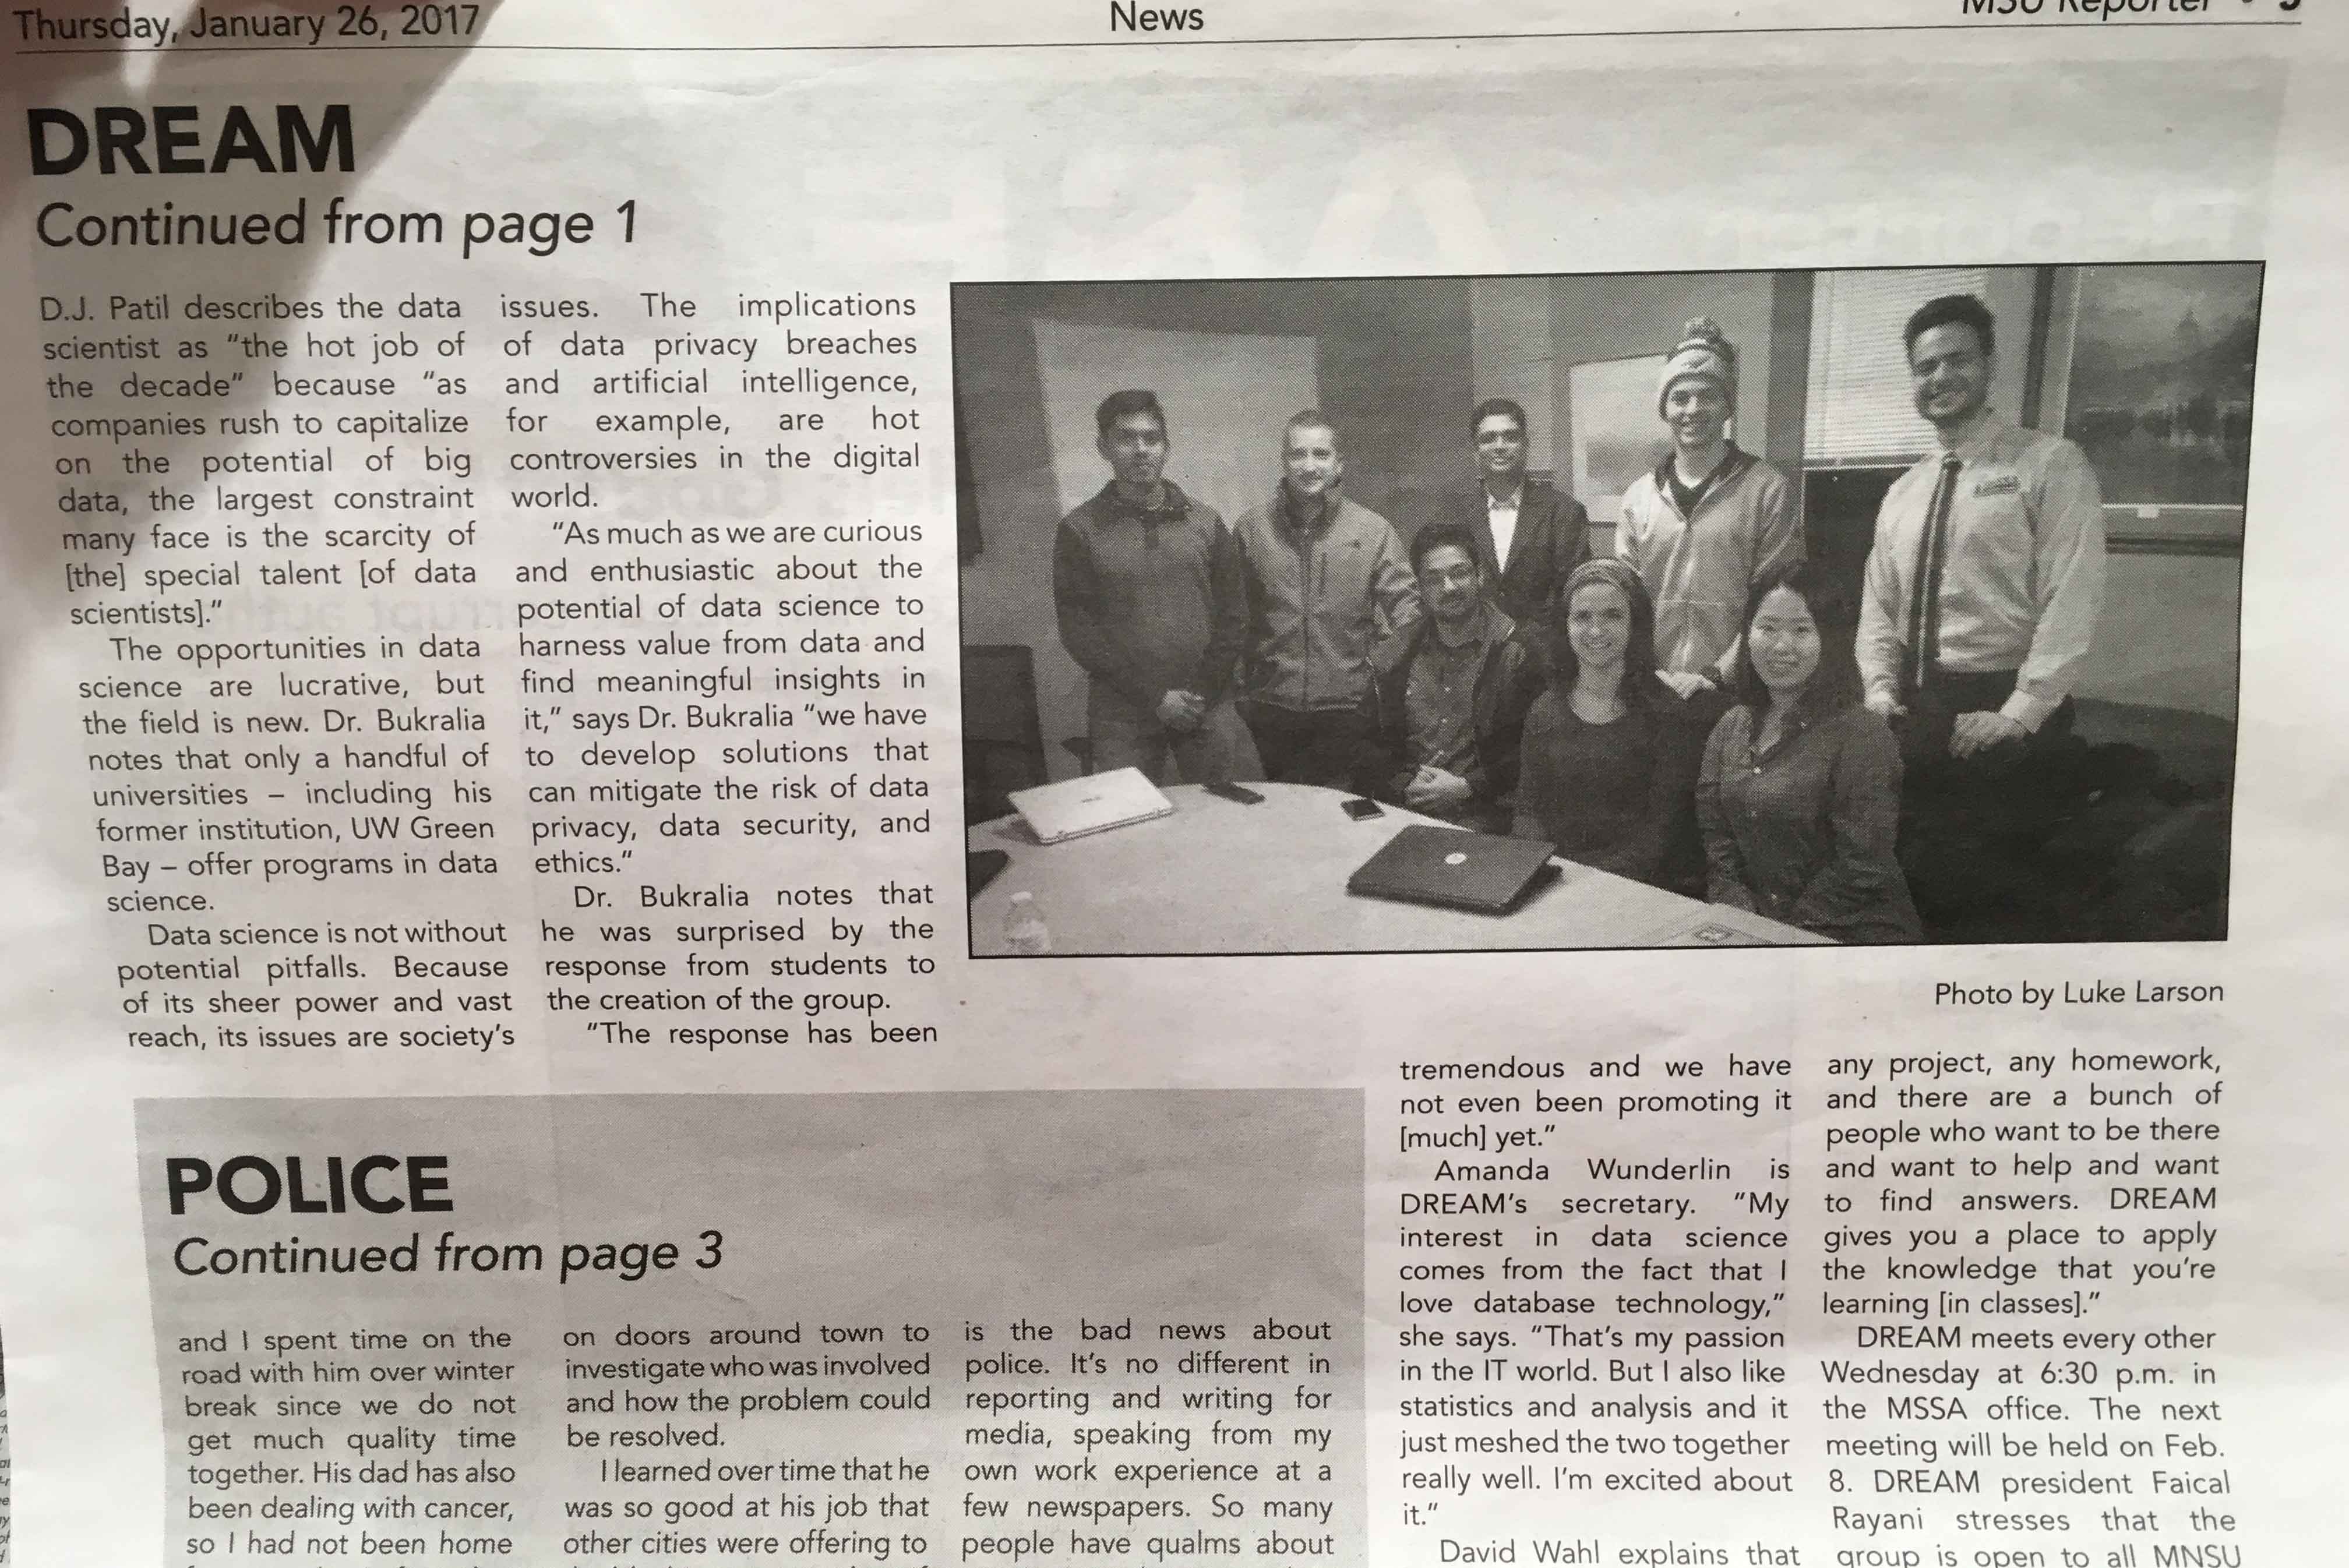 Thursday, January 26, 2017
News
MSU Reporter • 5
DREAM
Continued from page 1
D.J. Patil describes the data
scientist as "the hot job of
the decade" because "as
companies rush to capitalize
on the potential of big
data, the largest constraint
many face is the scarcity of
[the] special talent [of data
scientists]."
The opportunities in data
science are lucrative, but
the field is new. Dr. Bukralia
notes that only a handful of
universities – including his
former institution, UW Green
Bay – offer programs in data
science.
Data science is not without
potential pitfalls. Because
of its sheer power and vast
reach, its issues are society's
issues. The implications
of data privacy breaches
and artificial intelligence,
for example, are hot
controversies in the digital
world.
"As much as we are curious
and enthusiastic about the
potential of data science to
harness value from data and
find meaningful insights in
it," says Dr. Bukralia "we have
to develop solutions that
can mitigate the risk of data
privacy, data security, and
ethics."
Dr. Bukralia notes that
he was surprised by the
response from students to
the creation of the group.
"The response has been
Photo by Luke Larson
tremendous and we have
not even been promoting it
[much] yet."
Amanda Wunderlin is
DREAM's secretary. "My
interest in data science
comes from the fact that I
love database technology,"
she says. "That's my passion
in the IT world. But I also like
statistics and analysis and it
just meshed the two together
really well. I'm excited about
it."
David Wahl explains that
any project, any homework,
and there are a bunch of
people who want to be there
and want to help and want
to find answers. DREAM
gives you a place to apply
the knowledge that you're
learning [in classes]."
DREAM meets every other
Wednesday at 6:30 p.m. in
the MSSA office. The next
meeting will be held on Feb.
8. DREAM president Faical
Rayani stresses that the
group is open to all MNSU
POLICE
Continued from page 3
and I spent time on the
road with him over winter
break since we do not
get much quality time
together. His dad has also
been dealing with cancer,
so I had not been home
on doors around town to
investigate who was involved
and how the problem could
be resolved.
I learned over time that he
was so good at his job that
other cities were offering to
is the bad news about
police. It's no different in
reporting and writing for
media, speaking from my
own work experience at a
few newspapers. So many
people have qualms about